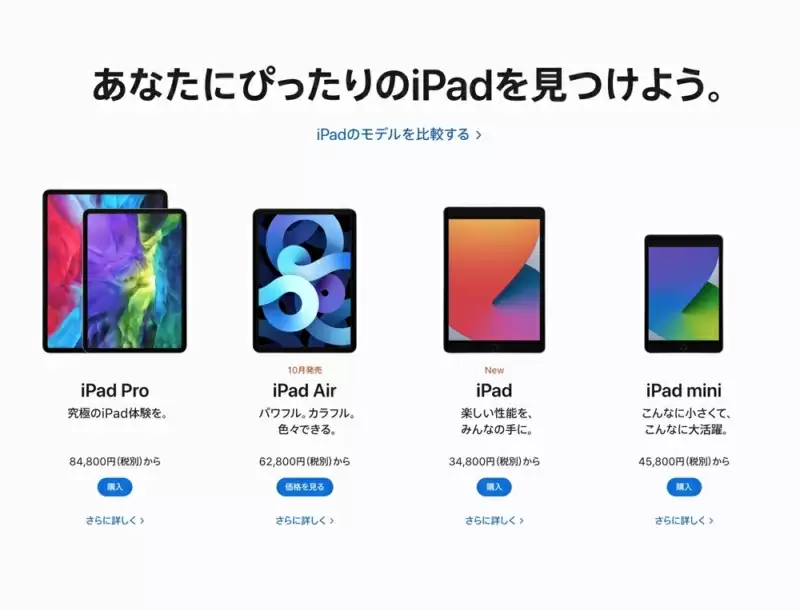 あなたにぴったりのiPadを見つけよう。
iPadのモデルを比較する >
iPad Pro
究極のiPad体験を。
84,800円(税別)から
購入
さらに詳しく >
10月発売
iPad Air
パワフル。カラフル。
色々できる。
62,800円(税別)から
価格を見る
さらに詳しく >
New
iPad
楽しい性能を、
みんなの手に。
34,800円(税別)から
購入
さらに詳しく >
iPad mini
こんなに小さくて、
こんなに大活躍。
45,800円(税別)から
購入
さらに詳しく >